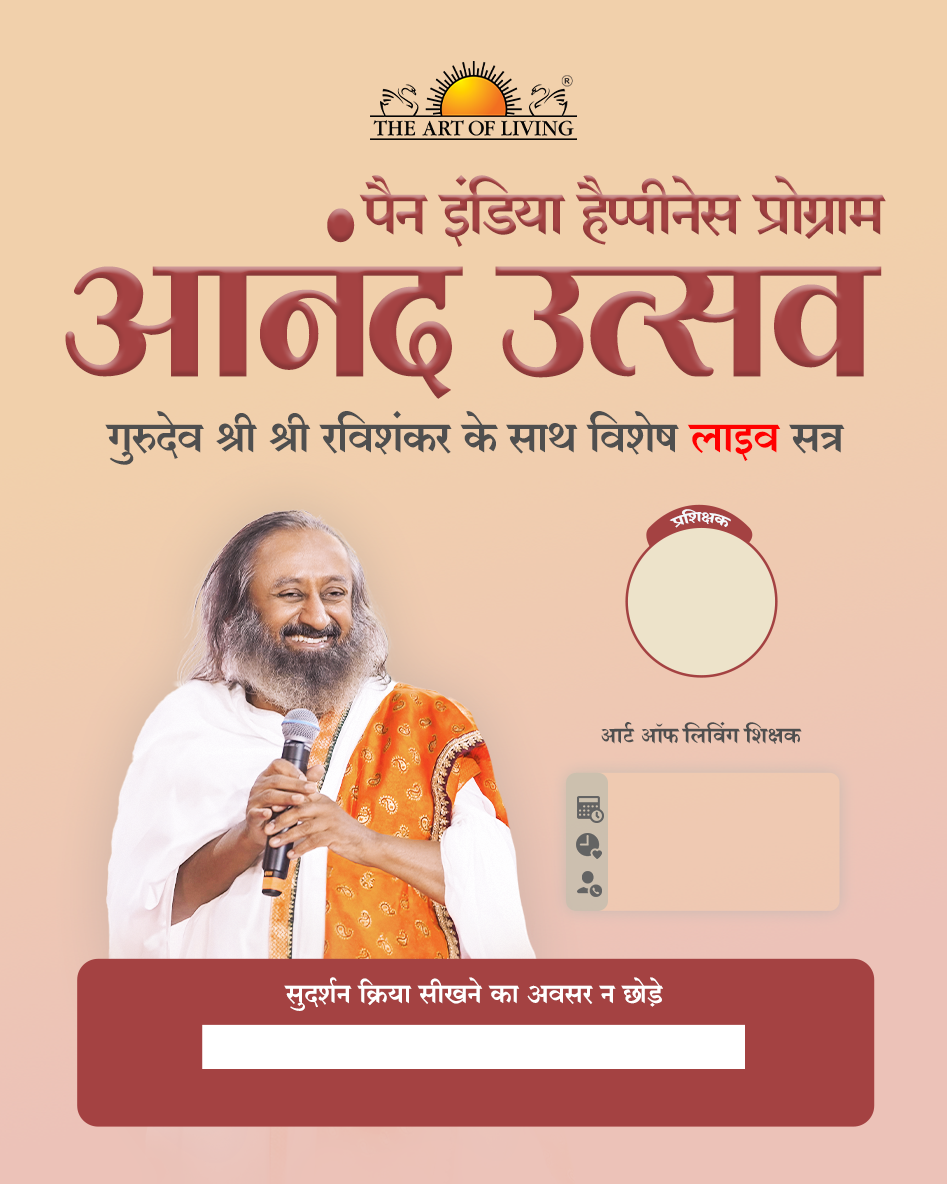 ®
THE ART OF LIVING
पैन इंडिया हैप्पीनेस प्रोग्राम
आनंद उत्सव
गुरुदेव श्री श्री रविशंकर के साथ विशेष लाइव सत्र
प्रशिक्षक
आर्ट ऑफ लिविंग शिक्षक
सुदर्शन क्रिया सीखने का अवसर न छोड़े